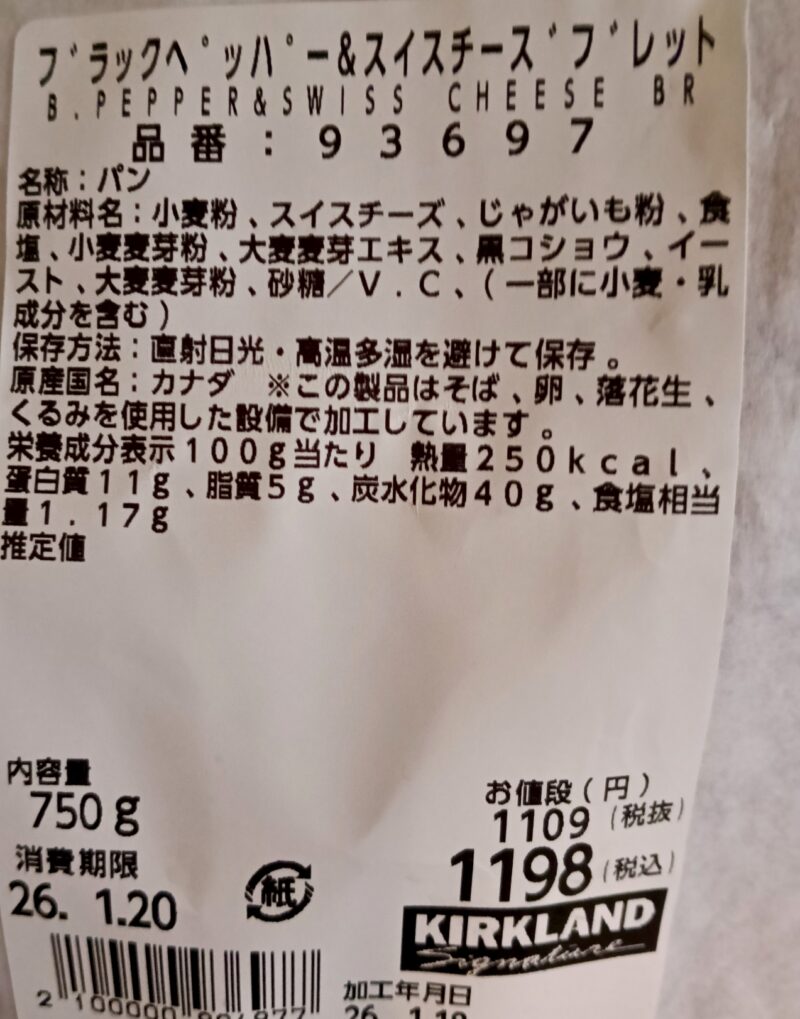 ブラックペッパー&スイスチーズブレット
B.PEPPER&SWISS CHEESE BR
品番:93697
名称:パン
原材料名:小麦粉、スイスチーズ、じゃがいも粉、食
塩、小麦麦芽粉、大麦麦芽エキス、黒コショウ、イー
スト、大麦麦芽粉、砂糖/V.C、(一部に小麦・乳
成分を含む)
保存方法:直射日光・高温多湿を避けて保存。
原産国名:カナダ ※この製品はそば、卵、落花生、
くるみを使用した設備で加工しています。
栄養成分表示100g当たり 熱量250kcal、
蛋白質11g、脂質5g、炭水化物40g、食塩相当
量1.17g
推定値
内容量
750g
お値段(円)
1109(税抜)
1198(税込)
消費期限
26. 1.20
紙
KIRKLAND
Signature
加工年月日